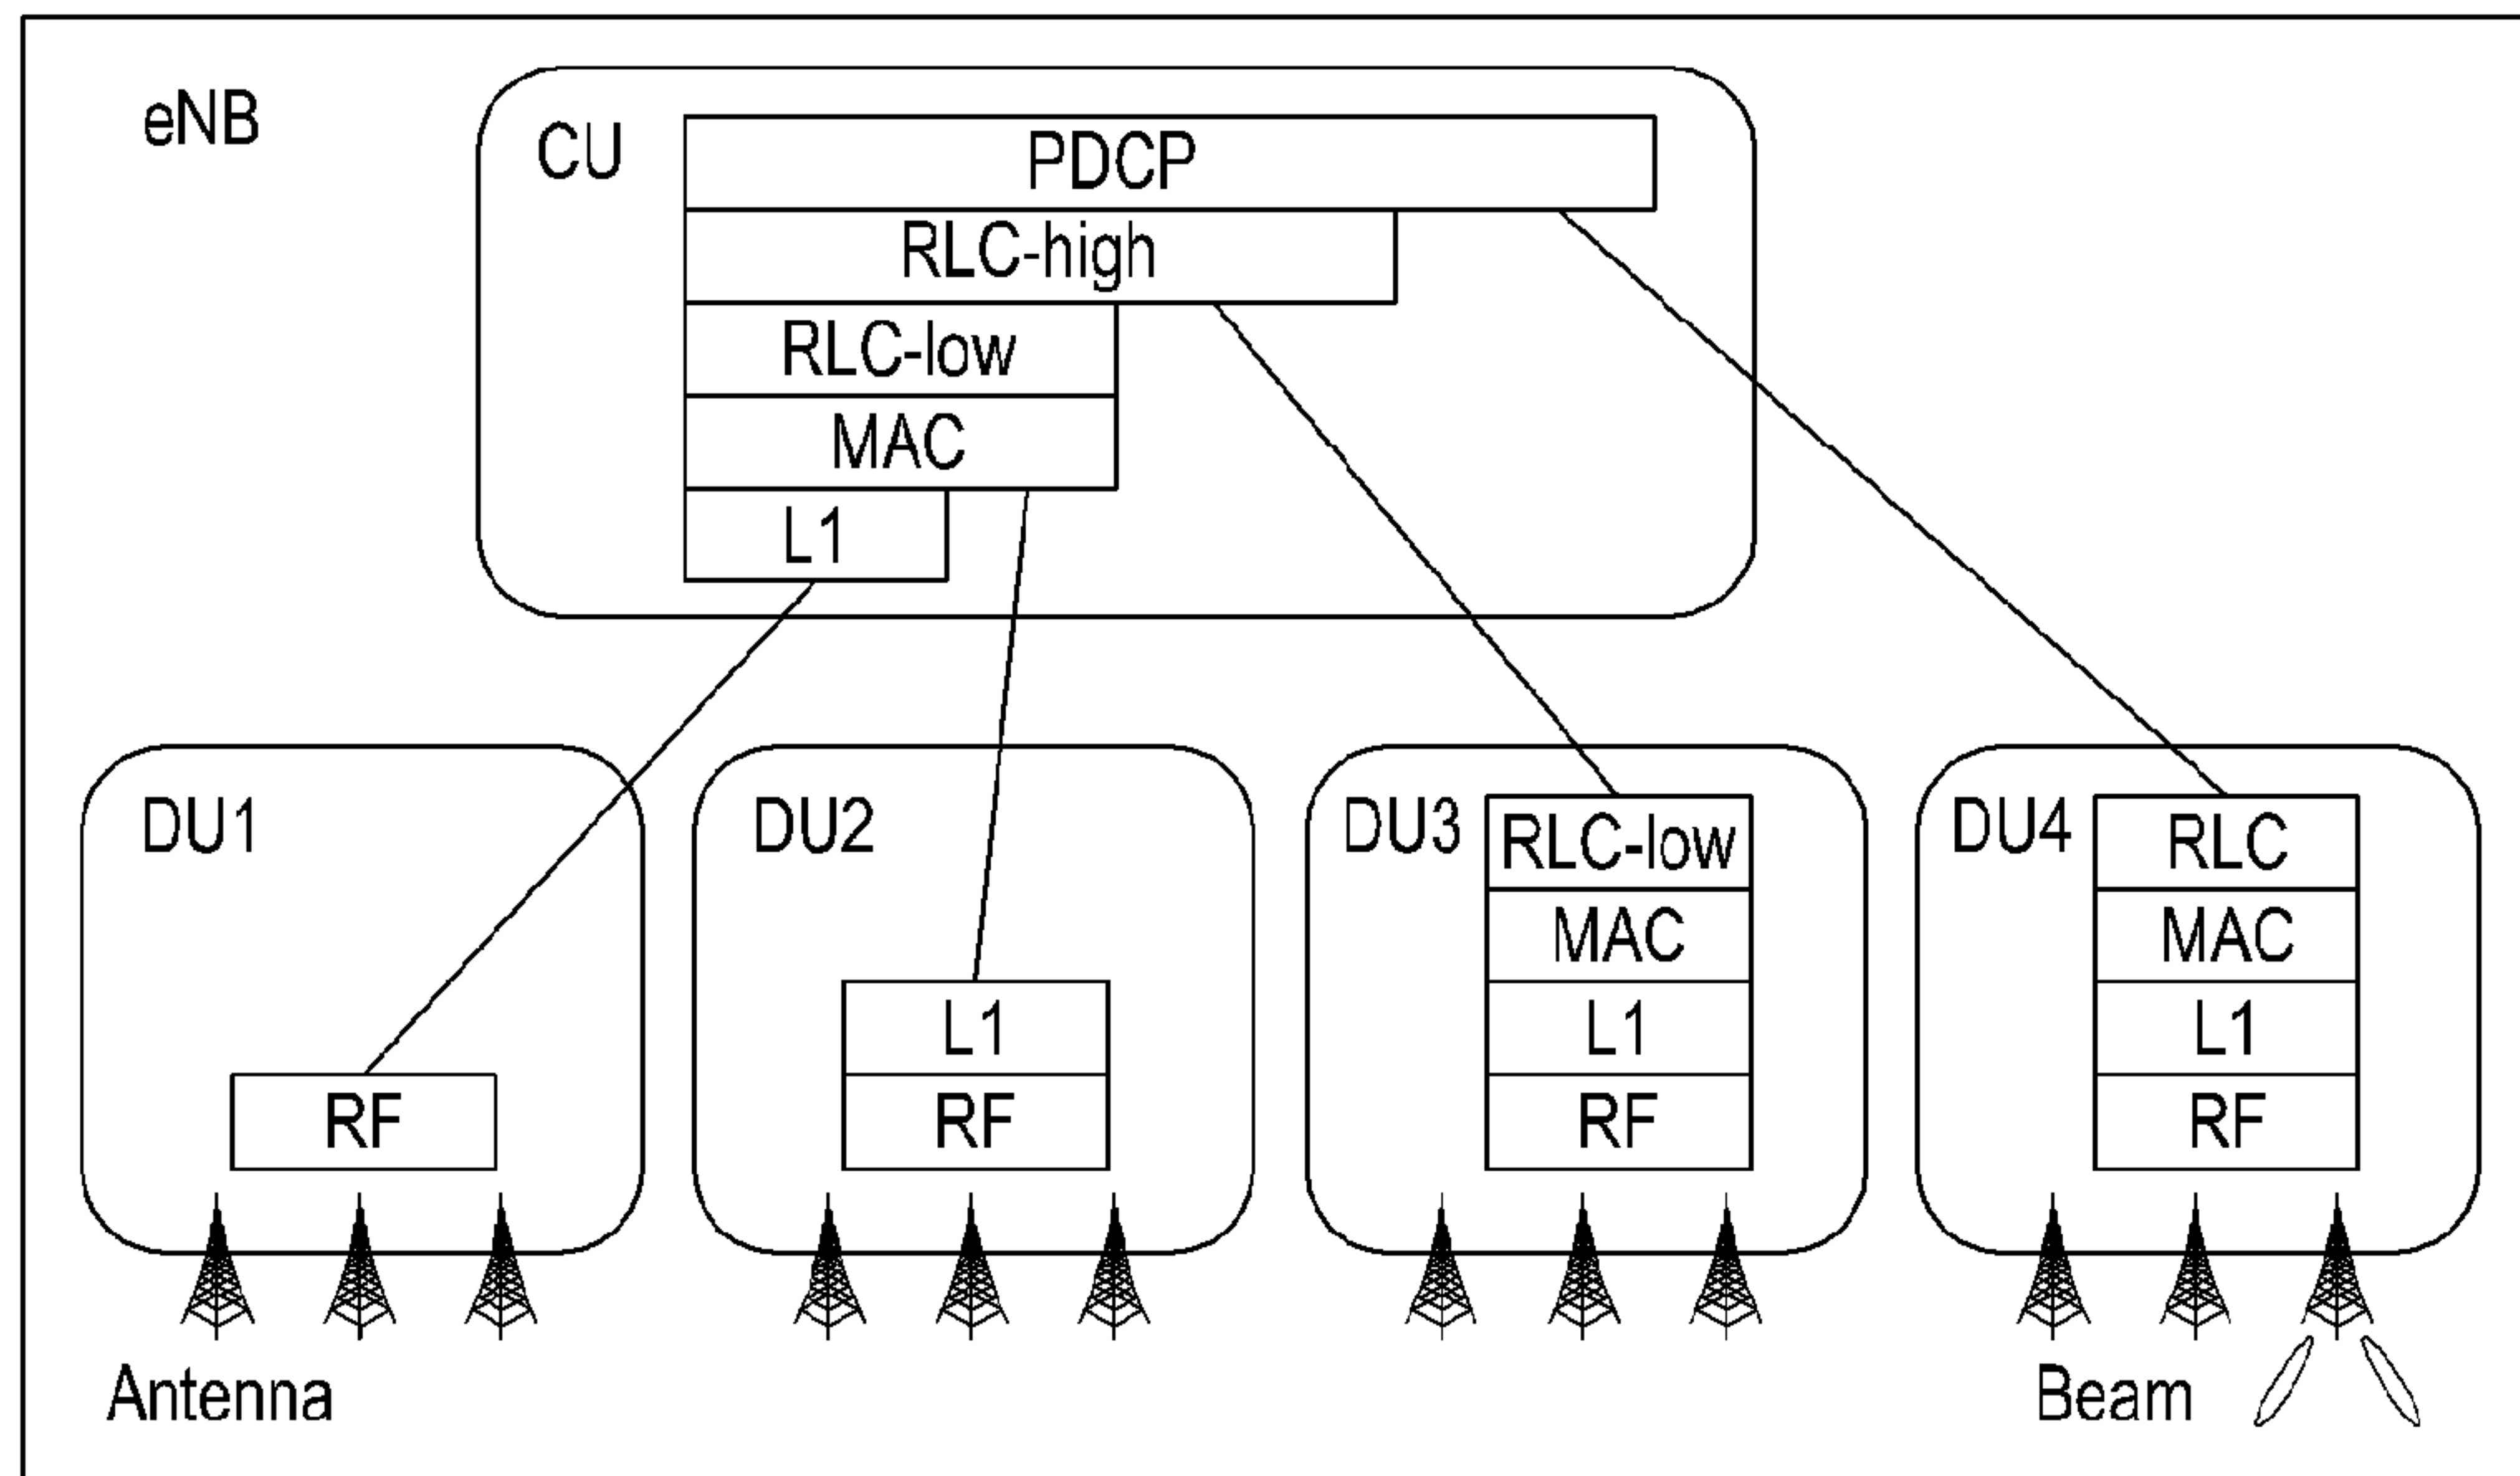 eNB
CU
PDCP
RLC-high
RLC-low
MAC
L1
DU1
RF
DU2
L1
RF
DU3
RLC-low
MAC
L1
RF
DU4
RLC
MAC
L1
RF
Antenna
Beam